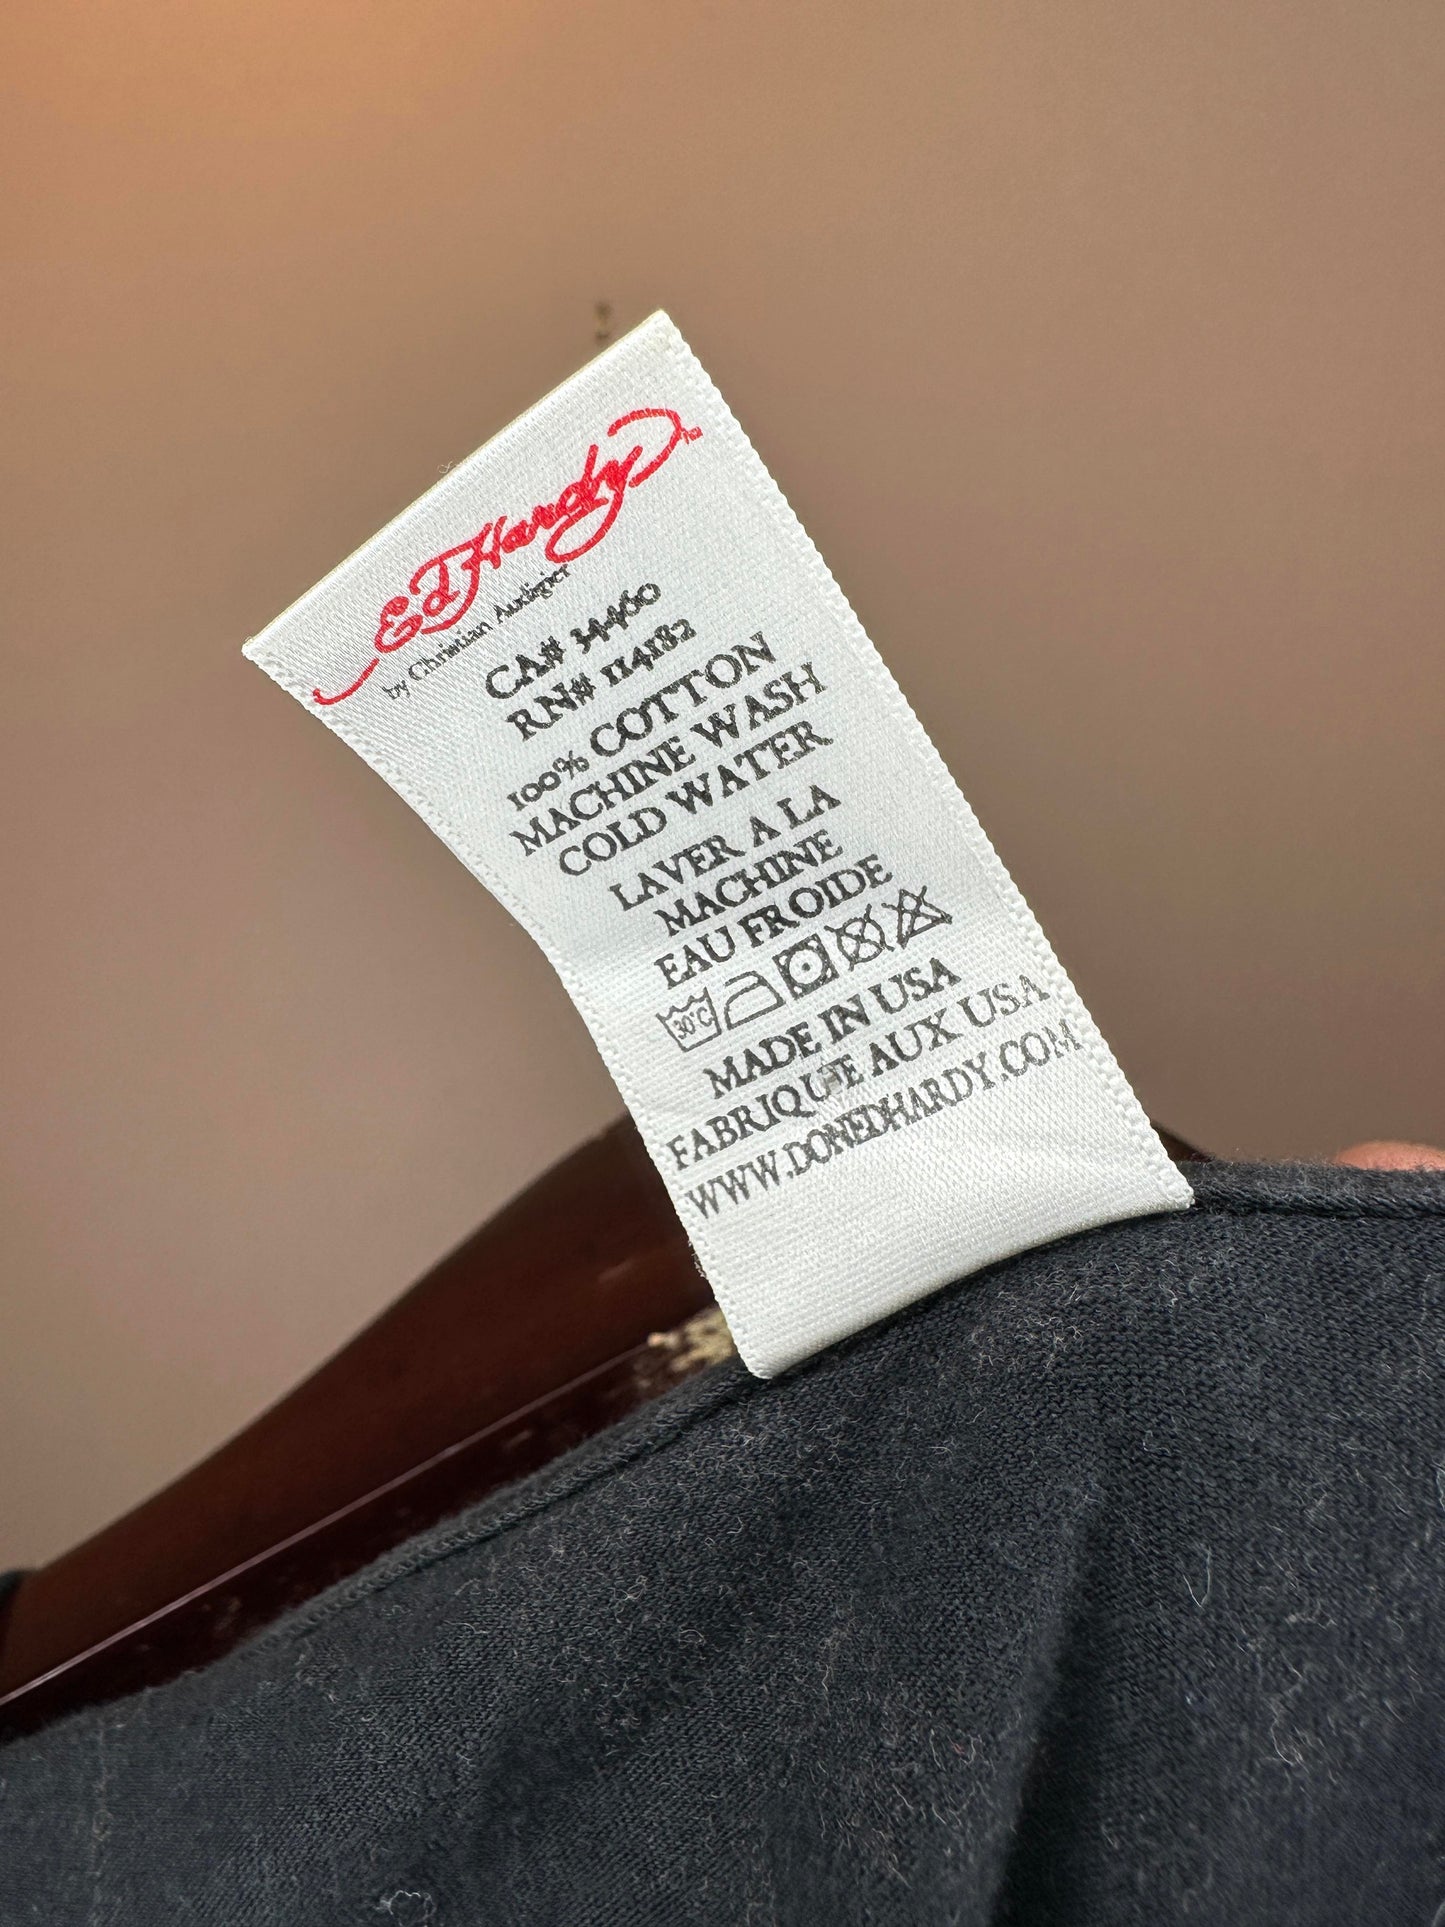 Ed Hardy
by Christian Audigier
CA# 34460
RN# 114182
100% COTTON
MACHINE WASH
COLD WATER
LAVER A LA
MACHINE
EAU FROIDE
30°C
MADE IN USA
FABRIQUE AUX USA
WWW.DONEDHARDY.COM